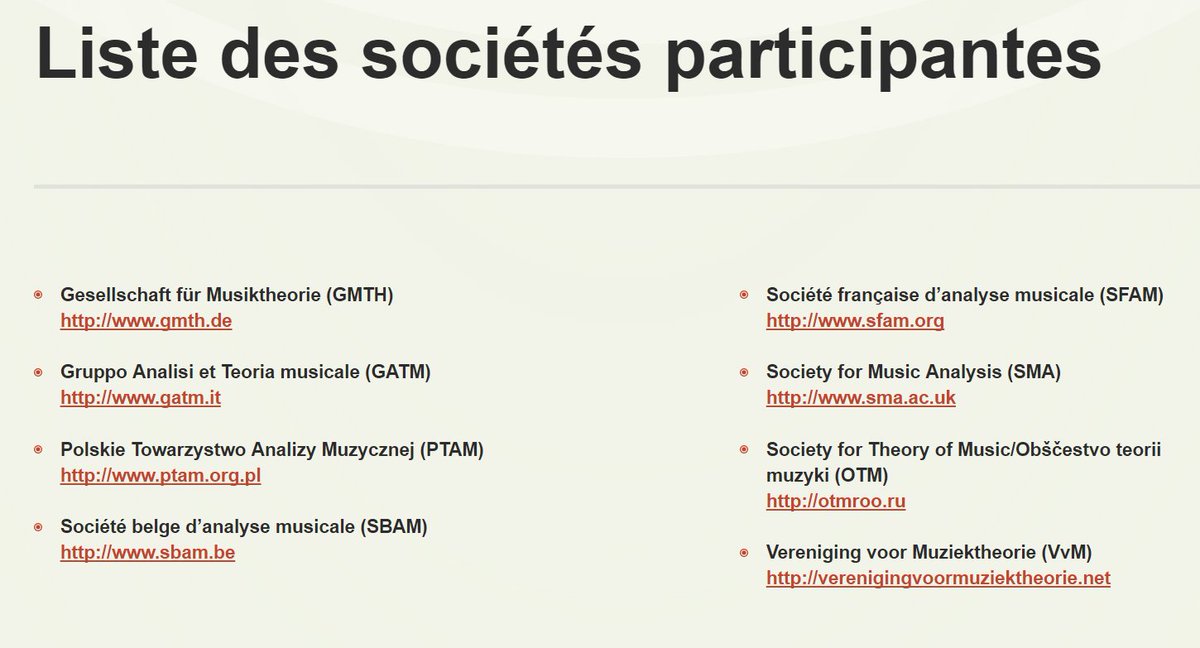 Liste des sociétés participantes
Gesellschaft für Musiktheorie (GMTH)
http://www.gmth.de
Gruppo Analisi et Teoria musicale (GATM)
http://www.gatm.it
Polskie Towarzystwo Analizy Muzycznej (PTAM)
http://www.ptam.org.pl
Société belge d’analyse musicale (SBAM)
http://www.sbam.be
Société française d’analyse musicale (SFAM)
http://www.sfam.org
Society for Music Analysis (SMA)
http://www.sma.ac.uk
Society for Theory of Music/Obščestvo teorii
muzyki (OTM)
http://otmroo.ru
Vereniging voor Muziektheorie (VvM)
http://verenigingvoormuziektheorie.net